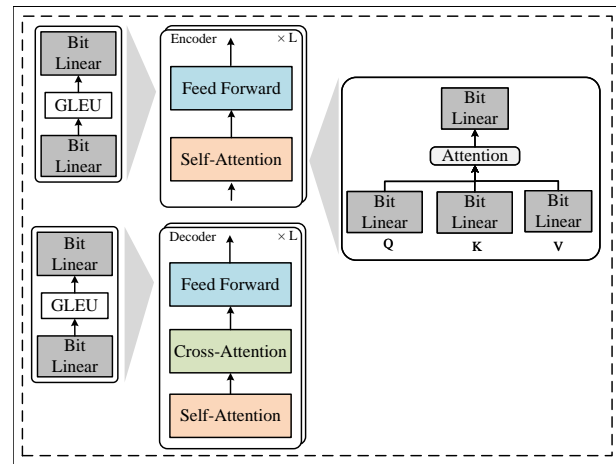 Bit
Linear
GLEU
Bit
Linear
Encoder
× L
Feed Forward
Self-Attention
Bit
Linear
Attention
Bit
Linear
Bit
Linear
Bit
Linear
Q
K
V
Bit
Linear
GLEU
Bit
Linear
Decoder
× L
Feed Forward
Cross-Attention
Self-Attention